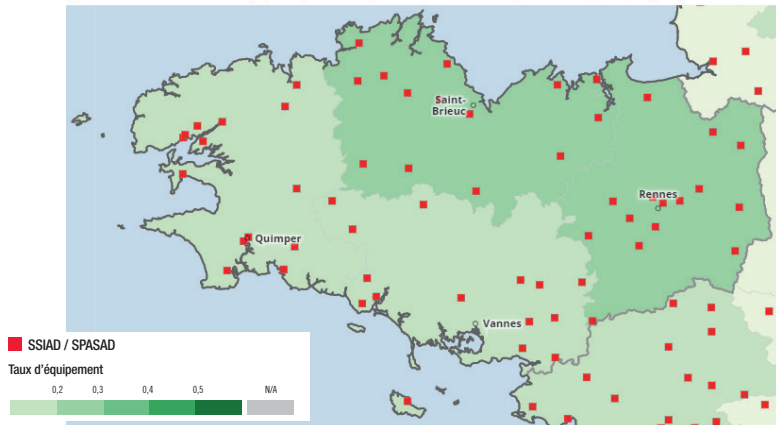 Saint-
Brieuc
Rennes
Quimper
Vannes
SSIAD / SPASAD
Taux d'équipement
0,2 0,3 0,4 0,5 N/A